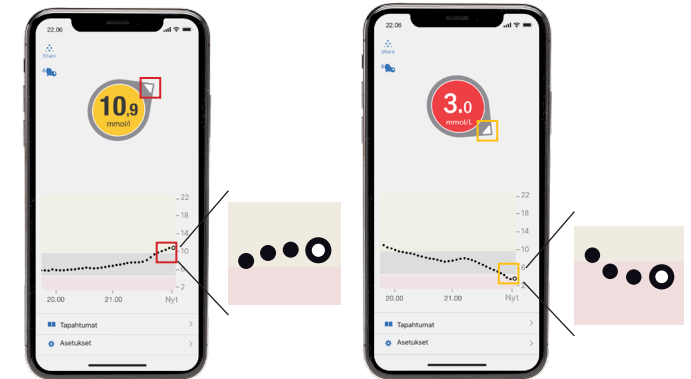 22.06
Share
10,9
mmol/l
22
18
14
10
6
2
20.00
21.00
Nyt
Tapahtumat
Asetukset
22.06
Share
3.0
mmol/L
22
18
14
10
6
2
20.00
21.00
Nyt
Tapahtumat
Asetukset